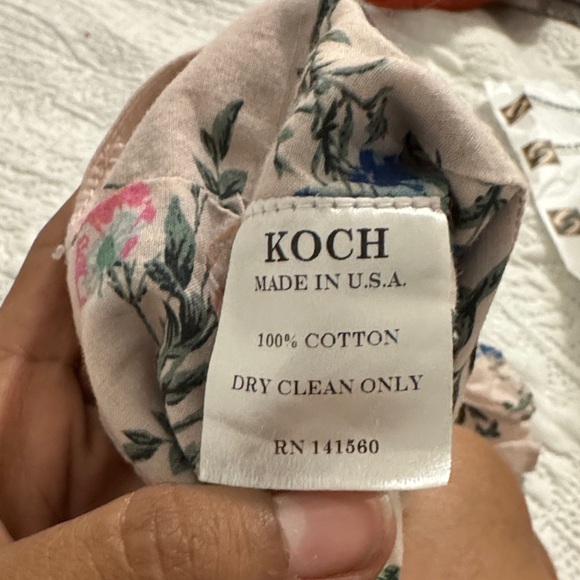 KOCH
MADE IN U.S.A.
100% COTTON
DRY CLEAN ONLY
RN 141560